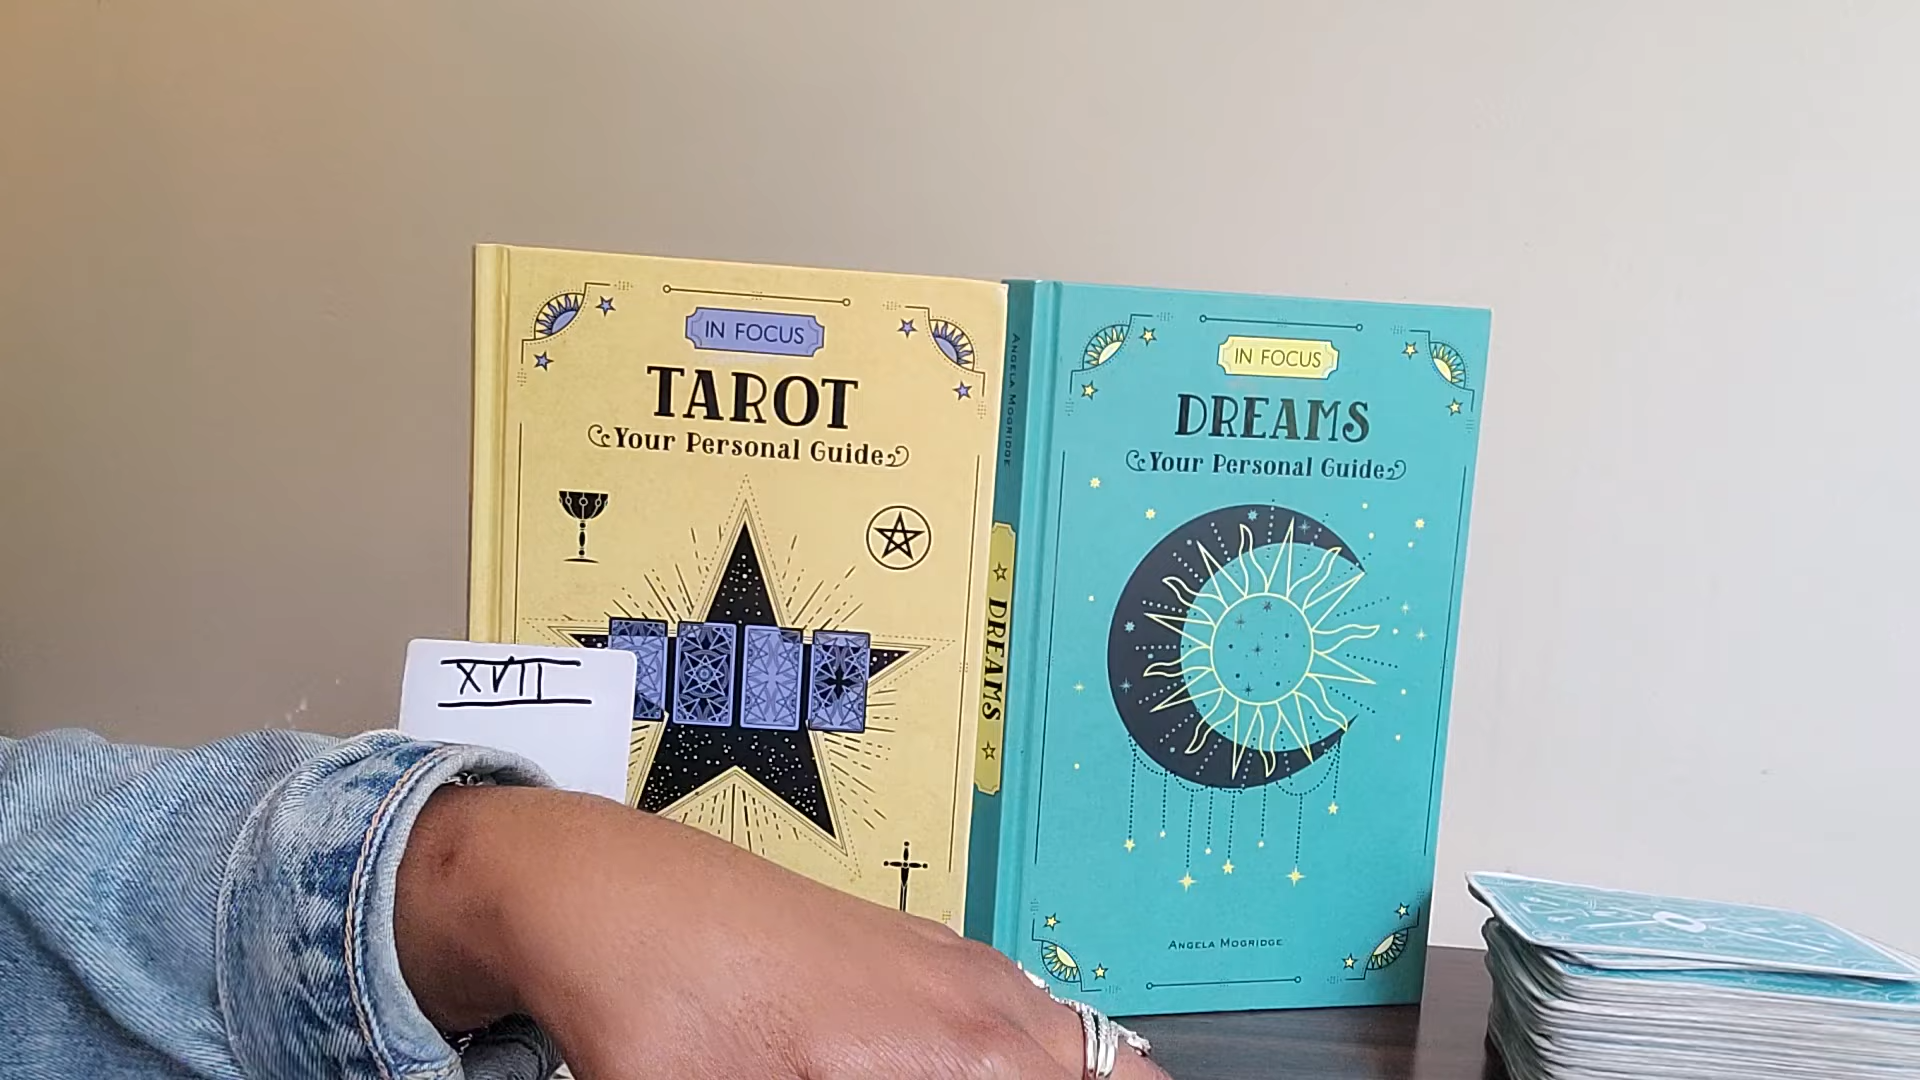 IN FOCUS
TAROT
Your Personal Guide
XVII
ANGELA MOGRIDGE
DREAMS
IN FOCUS
DREAMS
Your Personal Guide
ANGELA MOGRIDGE